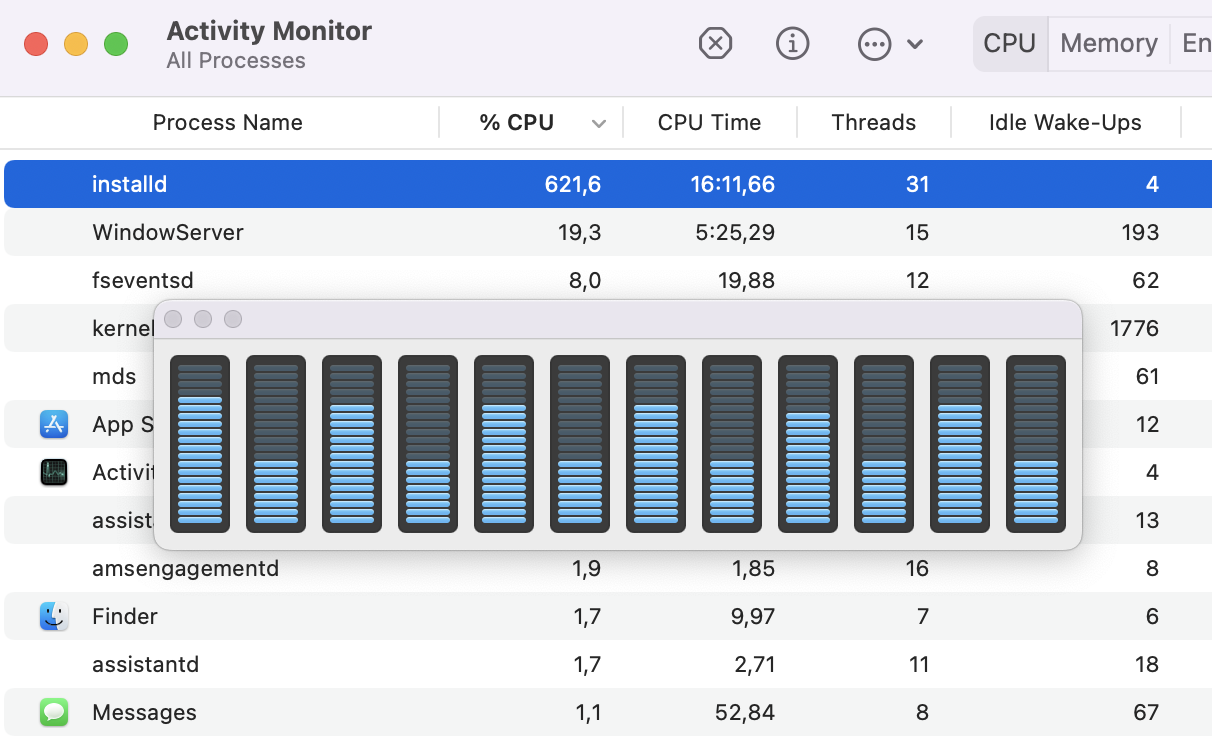 Activity Monitor
All Processes
CPU Memory En
Process Name % CPU CPU Time Threads Idle Wake-Ups
installd 621,6 16:11,66 31 4
WindowServer 19,3 5:25,29 15 193
fseventsd 8,0 19,88 12 62
kernel 1776
mds 61
App S 12
Activit 4
assist 13
amsengagementd 1,9 1,85 16 8
Finder 1,7 9,97 7 6
assistantd 1,7 2,71 11 18
Messages 1,1 52,84 8 67